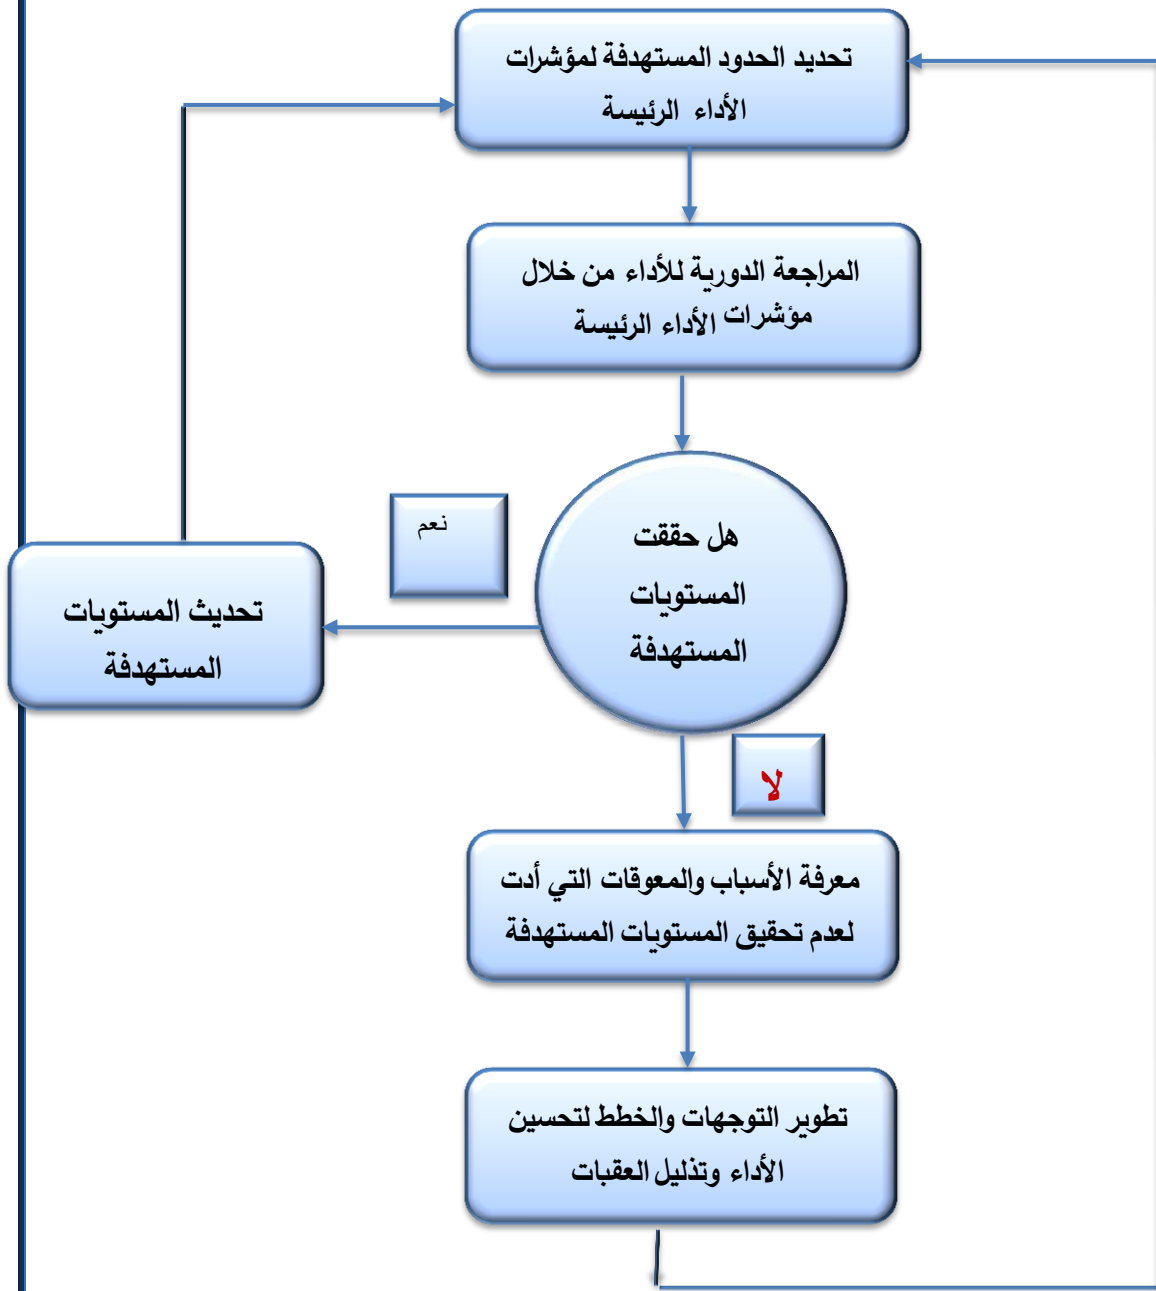 تحديد الحدود المستهدفة لمؤشرات
الأداء الرئيسة
المراجعة الدورية للأداء من خلال
مؤشرات الأداء الرئيسة
هل حققت
المستويات
المستهدفة
نعم
تحديث المستويات
المستهدفة
لا
معرفة الأسباب والمعوقات التي أدت
لعدم تحقيق المستويات المستهدفة
تطوير التوجهات والخطط لتحسين
الأداء وتذليل العقبات